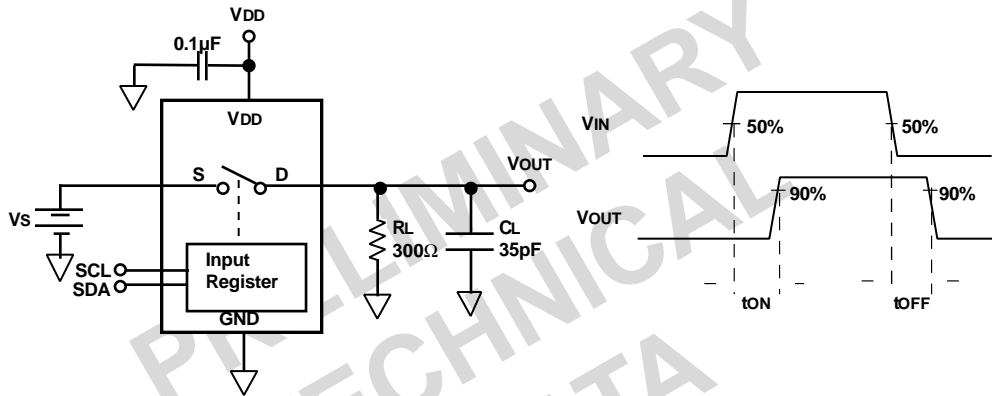 VDD
0.1µF
VDD
S D
VOUT
VS
RL
300Ω
CL
35pF
SCL
SDA
Input
Register
GND
VIN
50%
50%
VOUT
90%
90%
tON
tOFF
PRELIMINARY
TECHNICAL
DATA